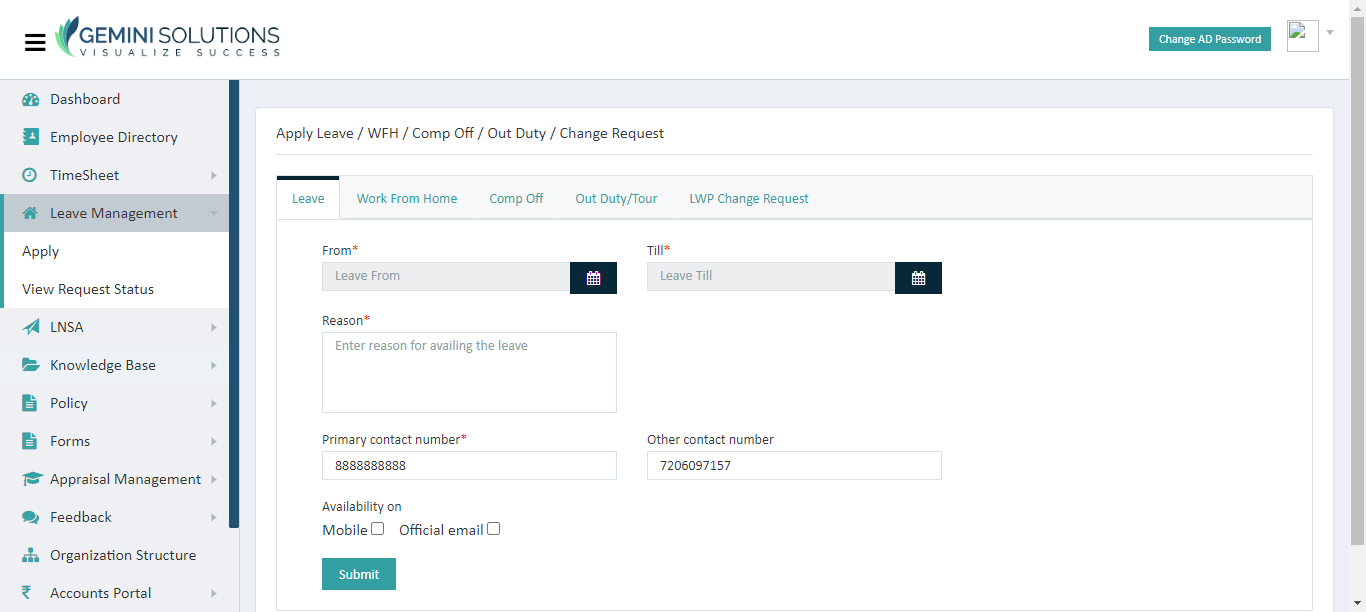 GEMINI SOLUTIONS
VISUALIZE SUCCESS
Change AD Password
Dashboard
Employee Directory
TimeSheet
Leave Management
Apply
View Request Status
LNSA
Knowledge Base
Policy
Forms
Appraisal Management
Feedback
Organization Structure
Accounts Portal
Apply Leave / WFH / Comp Off / Out Duty / Change Request
Leave Work From Home Comp Off Out Duty/Tour LWP Change Request
From* Till*
Leave From Leave Till
Reason*
Enter reason for availing the leave
Primary contact number* Other contact number
8888888888 7206097157
Availability on
Mobile Official email
Submit